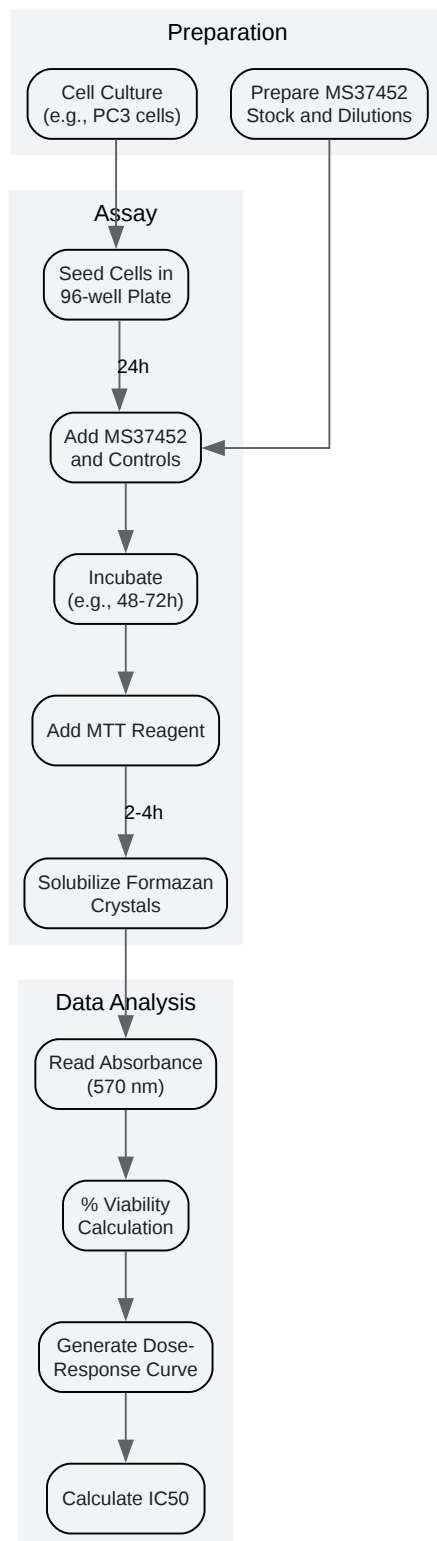 Preparation
Cell Culture
(e.g., PC3 cells)
Prepare MS37452
Stock and Dilutions
Assay
Seed Cells in
96-well Plate
24h
Add MS37452
and Controls
Incubate
(e.g., 48-72h)
Add MTT Reagent
2-4h
Solubilize Formazan
Crystals
Data Analysis
Read Absorbance
(570 nm)
% Viability
Calculation
Generate Dose-
Response Curve
Calculate IC50